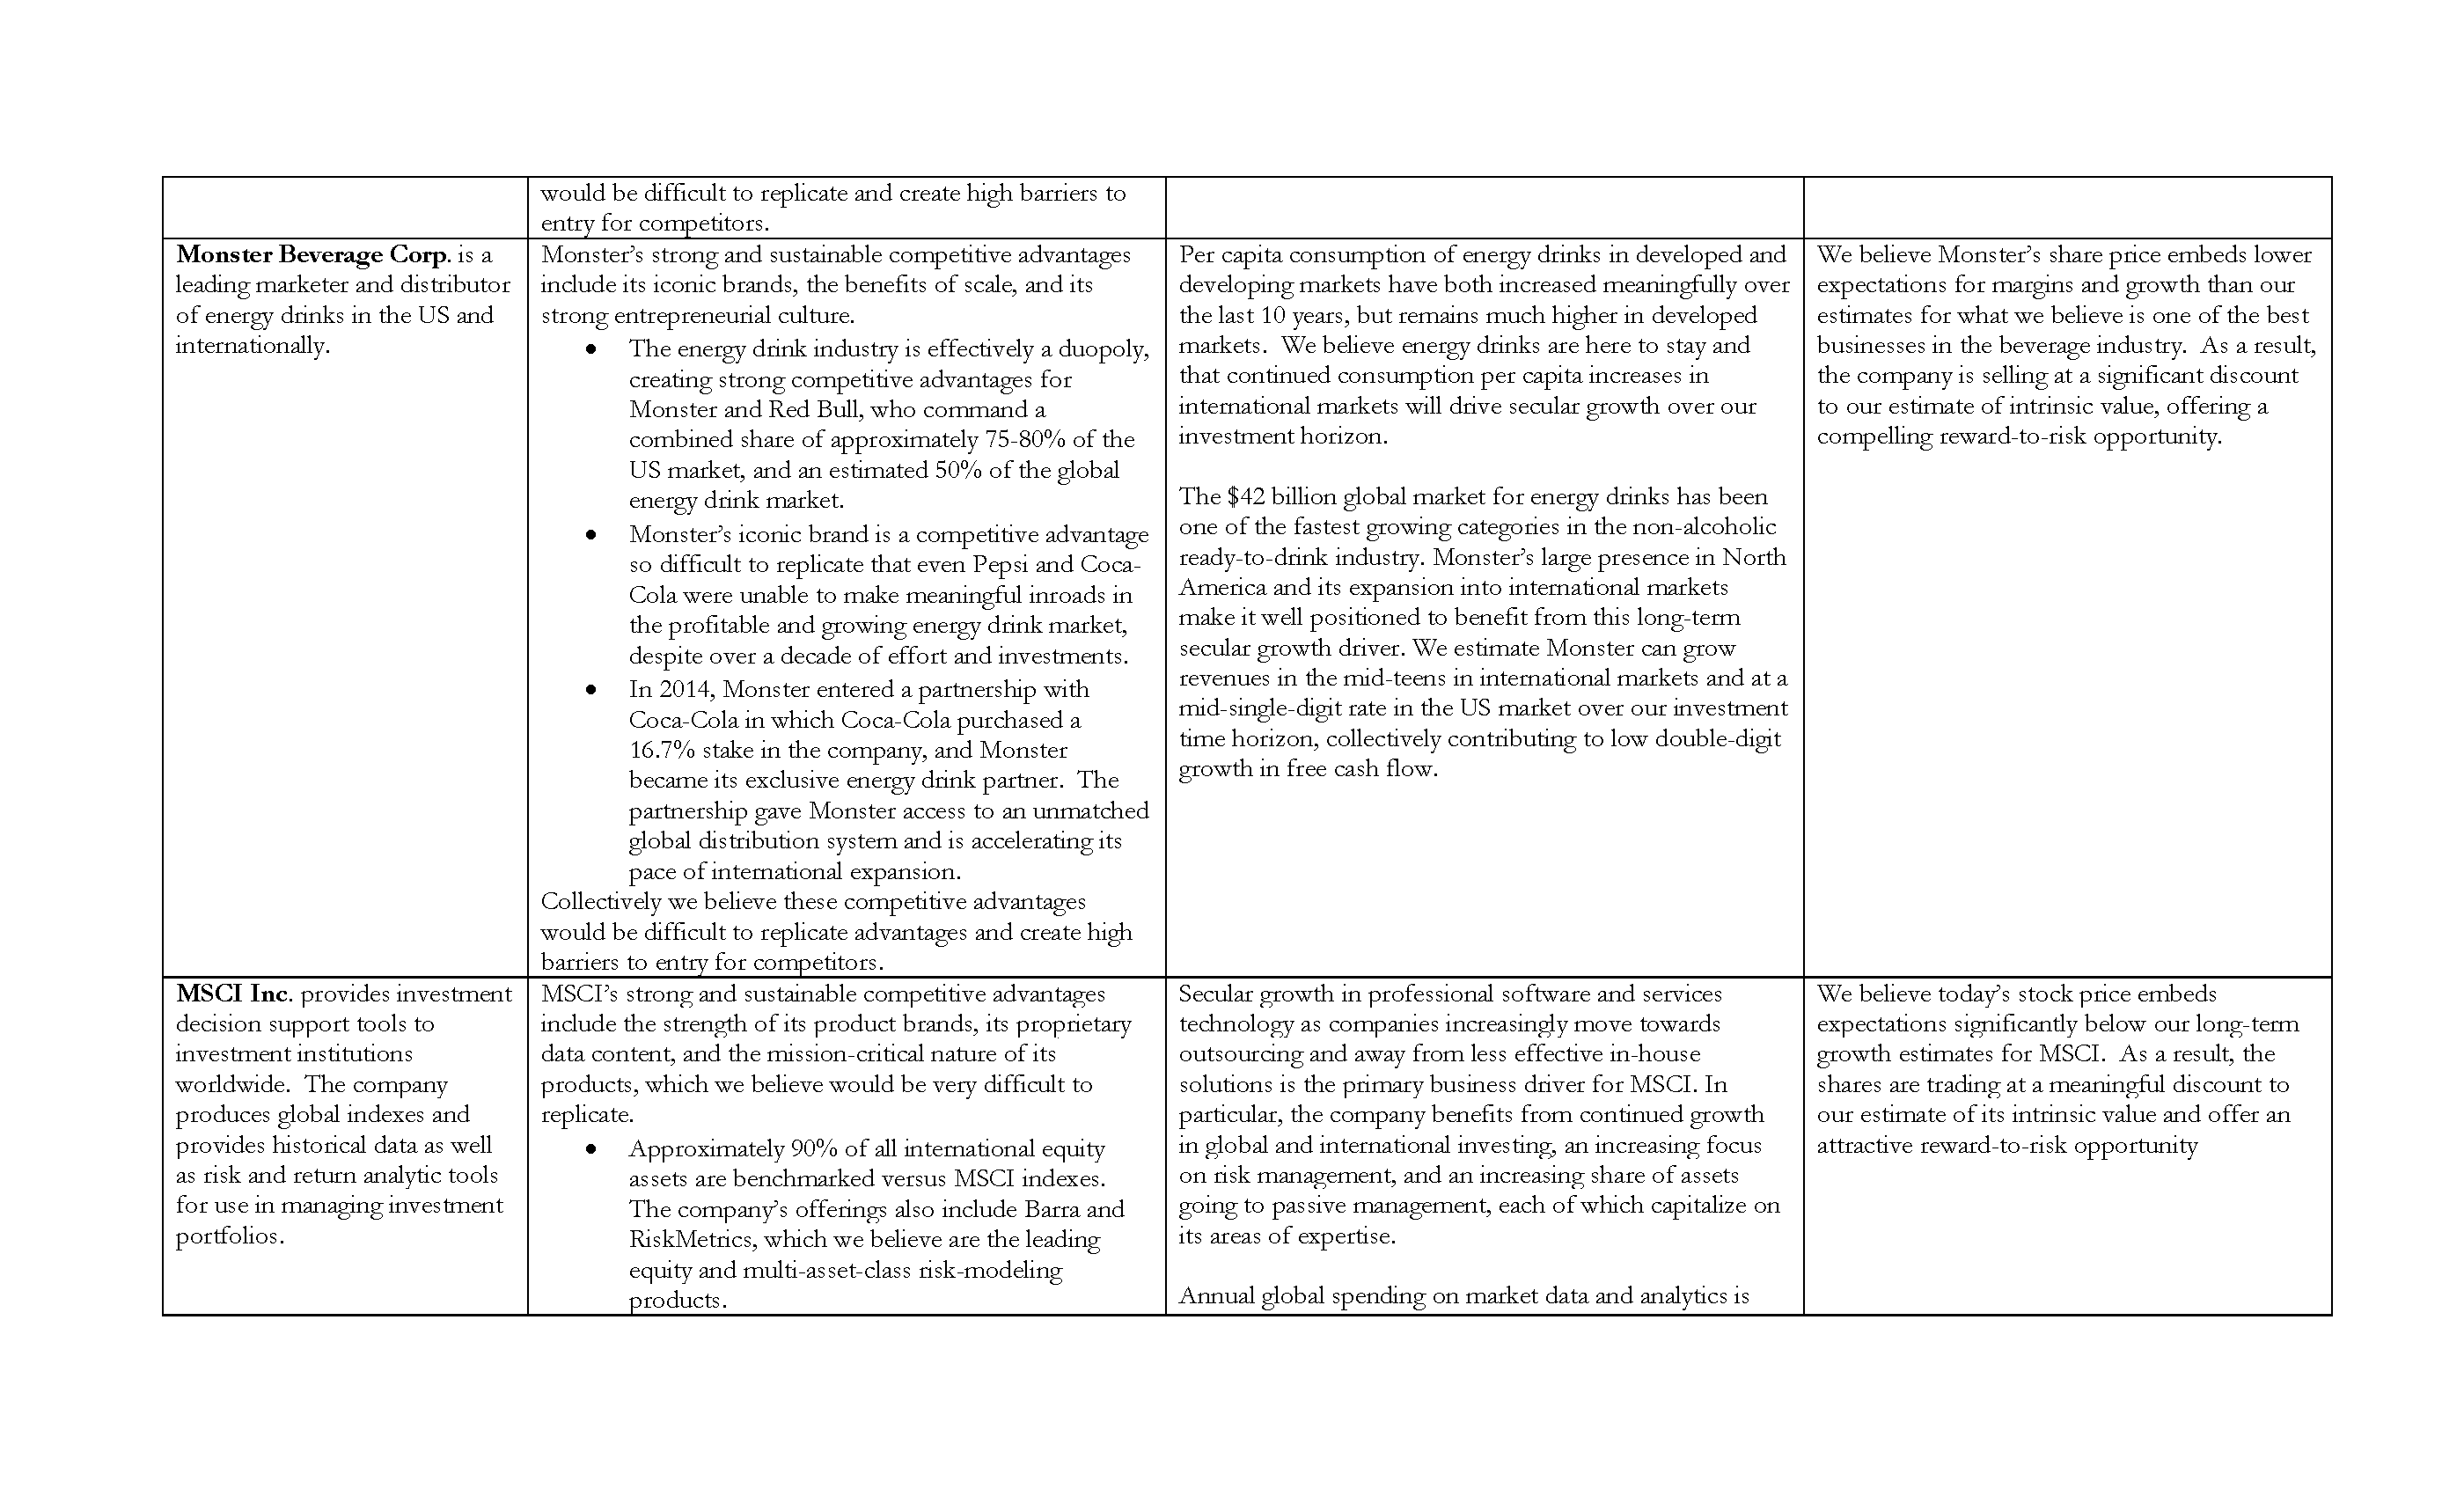 would be difficult to replicate and create high barriers to
entry for competitors.
Monster Beverage Corp. is a
leading marketer and distributor
of energy drinks in the US and
internationally.
Monster’s strong and sustainable competitive advantages
include its iconic brands, the benefits of scale, and its
strong entrepreneurial culture.
• The energy drink industry is effectively a duopoly,
creating strong competitive advantages for
Monster and Red Bull, who command a
combined share of approximately 75-80% of the
US market, and an estimated 50% of the global
energy drink market.
• Monster’s iconic brand is a competitive advantage
so difficult to replicate that even Pepsi and Coca-
Cola were unable to make meaningful inroads in
the profitable and growing energy drink market,
despite over a decade of effort and investments.
• In 2014, Monster entered a partnership with
Coca-Cola in which Coca-Cola purchased a
16.7% stake in the company, and Monster
became its exclusive energy drink partner.  The
partnership gave Monster access to an unmatched
global distribution system and is accelerating its
pace of international expansion.
Collectively we believe these competitive advantages
would be difficult to replicate advantages and create high
barriers to entry for competitors.
Per capita consumption of energy drinks in developed and
developing markets have both increased meaningfully over
the last 10 years, but remains much higher in developed
markets.  We believe energy drinks are here to stay and
that continued consumption per capita increases in
international markets will drive secular growth over our
investment horizon.
The $42 billion global market for energy drinks has been
one of the fastest growing categories in the non-alcoholic
ready-to-drink industry. Monster’s large presence in North
America and its expansion into international markets
make it well positioned to benefit from this long-term
secular growth driver. We estimate Monster can grow
revenues in the mid-teens in international markets and at a
mid-single-digit rate in the US market over our investment
time horizon, collectively contributing to low double-digit
growth in free cash flow.
We believe Monster’s share price embeds lower
expectations for margins and growth than our
estimates for what we believe is one of the best
businesses in the beverage industry.  As a result,
the company is selling at a significant discount
to our estimate of intrinsic value, offering a
compelling reward-to-risk opportunity.
MSCI Inc. provides investment
decision support tools to
investment institutions
worldwide.  The company
produces global indexes and
provides historical data as well
as risk and return analytic tools
for use in managing investment
portfolios.
MSCI’s strong and sustainable competitive advantages
include the strength of its product brands, its proprietary
data content, and the mission-critical nature of its
products, which we believe would be very difficult to
replicate.
• Approximately 90% of all international equity
assets are benchmarked versus MSCI indexes.
The company’s offerings also include Barra and
RiskMetrics, which we believe are the leading
equity and multi-asset-class risk-modeling
products.
Secular growth in professional software and services
technology as companies increasingly move towards
outsourcing and away from less effective in-house
solutions is the primary business driver for MSCI. In
particular, the company benefits from continued growth
in global and international investing, an increasing focus
on risk management, and an increasing share of assets
going to passive management, each of which capitalize on
its areas of expertise.
Annual global spending on market data and analytics is
We believe today’s stock price embeds
expectations significantly below our long-term
growth estimates for MSCI.  As a result, the
shares are trading at a meaningful discount to
our estimate of its intrinsic value and offer an
attractive reward-to-risk opportunity